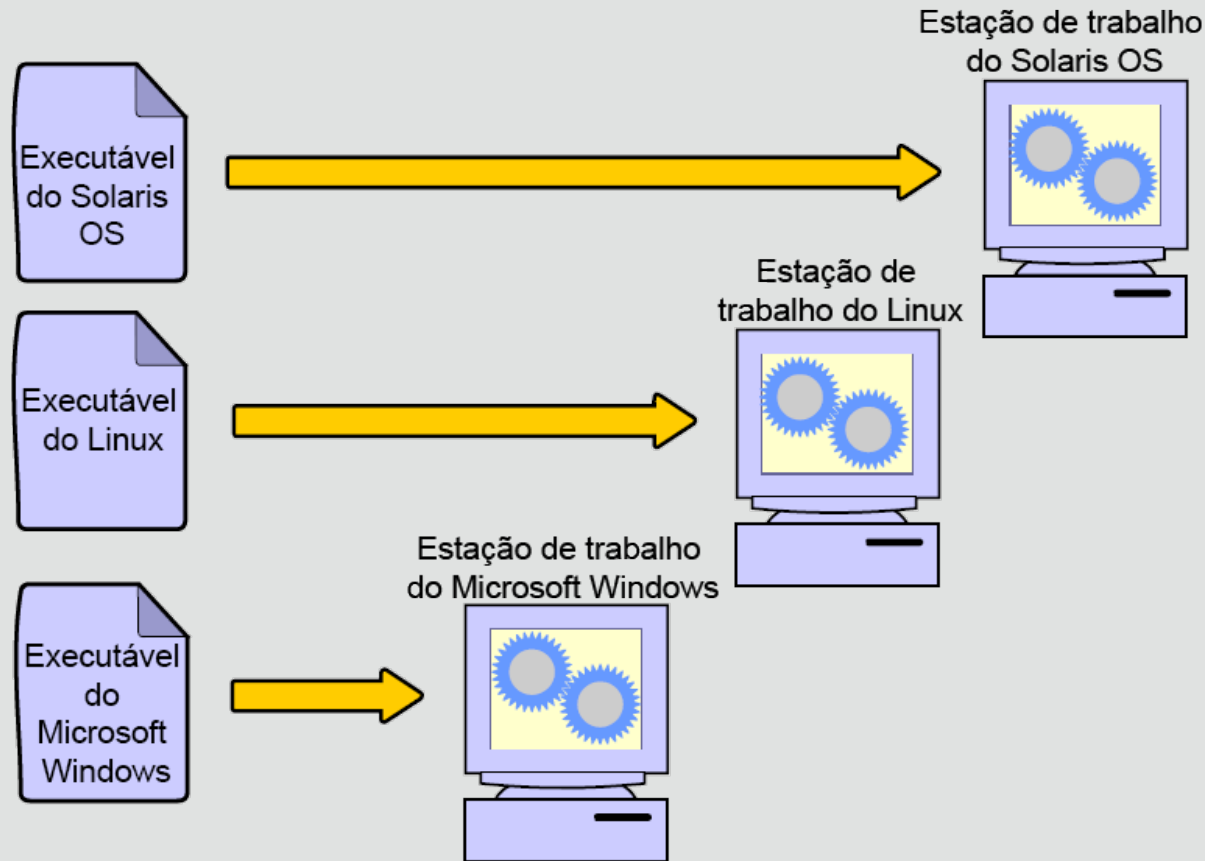 Estação de trabalho
do Solaris OS
Executável
do Solaris
OS
Estação de
trabalho do Linux
Executável
do Linux
Estação de trabalho
do Microsoft Windows
Executável
do
Microsoft
Windows